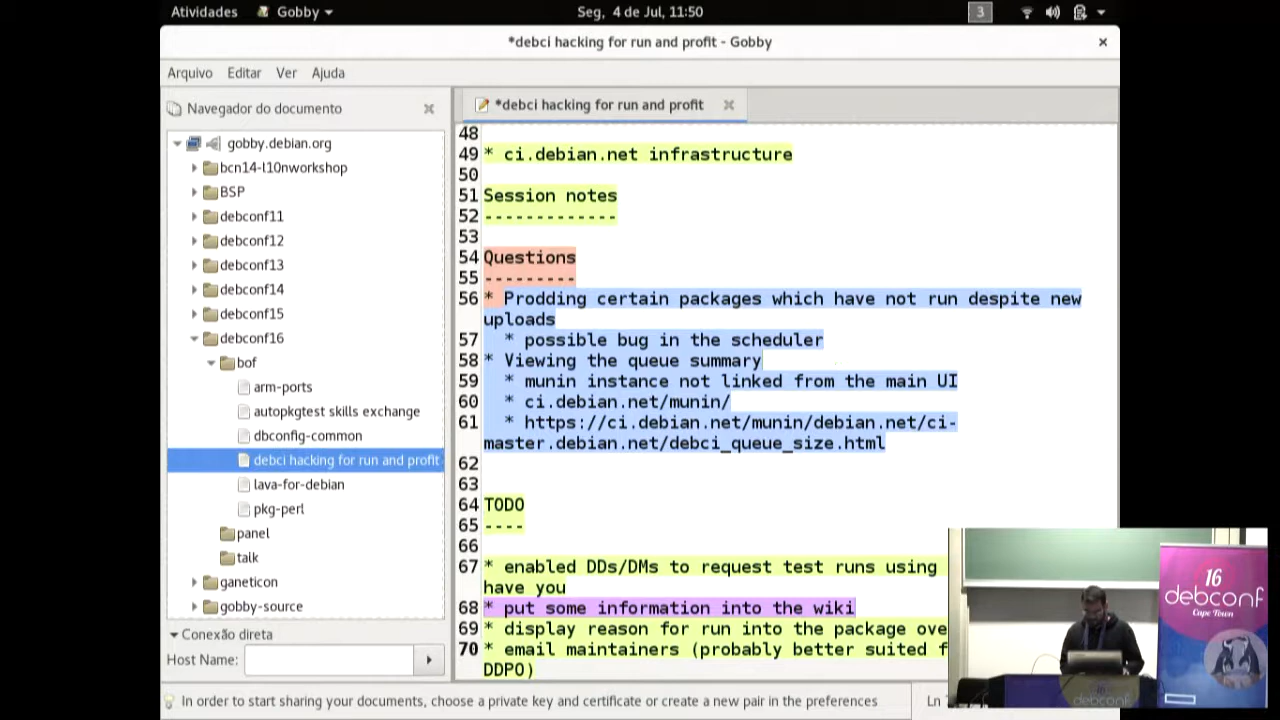 Atividades
Gobby
Seg, 4 de Jul, 11:50
3
*debci hacking for run and profit - Gobby
Arquivo Editar Ver Ajuda
Navegador do documento
gobby.debian.org
bcn14-l10nworkshop
BSP
debconf11
debconf12
debconf13
debconf14
debconf15
debconf16
bof
arm-ports
autopkgtest skills exchange
dbconfig-common
debci hacking for run and profit
lava-for-debian
pkg-perl
panel
talk
ganeticon
gobby-source
Conexão direta
Host Name:
*debci hacking for run and profit
48
49 * ci.debian.net infrastructure
50
51 Session notes
52 -------------
53
54 Questions
55 ---------
56 * Prodding certain packages which have not run despite new
uploads
57 * possible bug in the scheduler
58 * Viewing the queue summary
59 * munin instance not linked from the main UI
60 * ci.debian.net/munin/
61 * https://ci.debian.net/munin/debian.net/ci-
master.debian.net/debci_queue_size.html
62
63
64 TODO
65 ----
66
67 * enabled DDs/DMs to request test runs using
have you
68 * put some information into the wiki
69 * display reason for run into the package ove
70 * email maintainers (probably better suited f
DDPO)
In order to start sharing your documents, choose a private key and certificate or create a new pair in the preferences
Ln
16
debconf
Cape Town
16
debconf